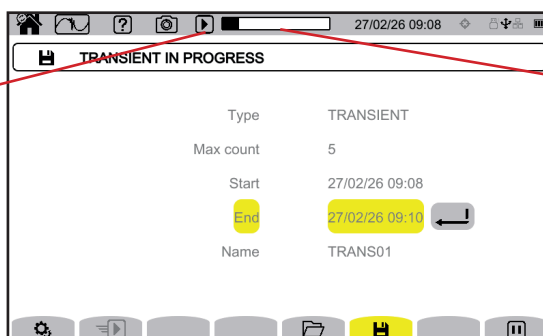 27/02/26 09:08
TRANSIENT IN PROGRESS
Type TRANSIENT
Max count 5
Start 27/02/26 09:08
End 27/02/26 09:10
Name TRANS01